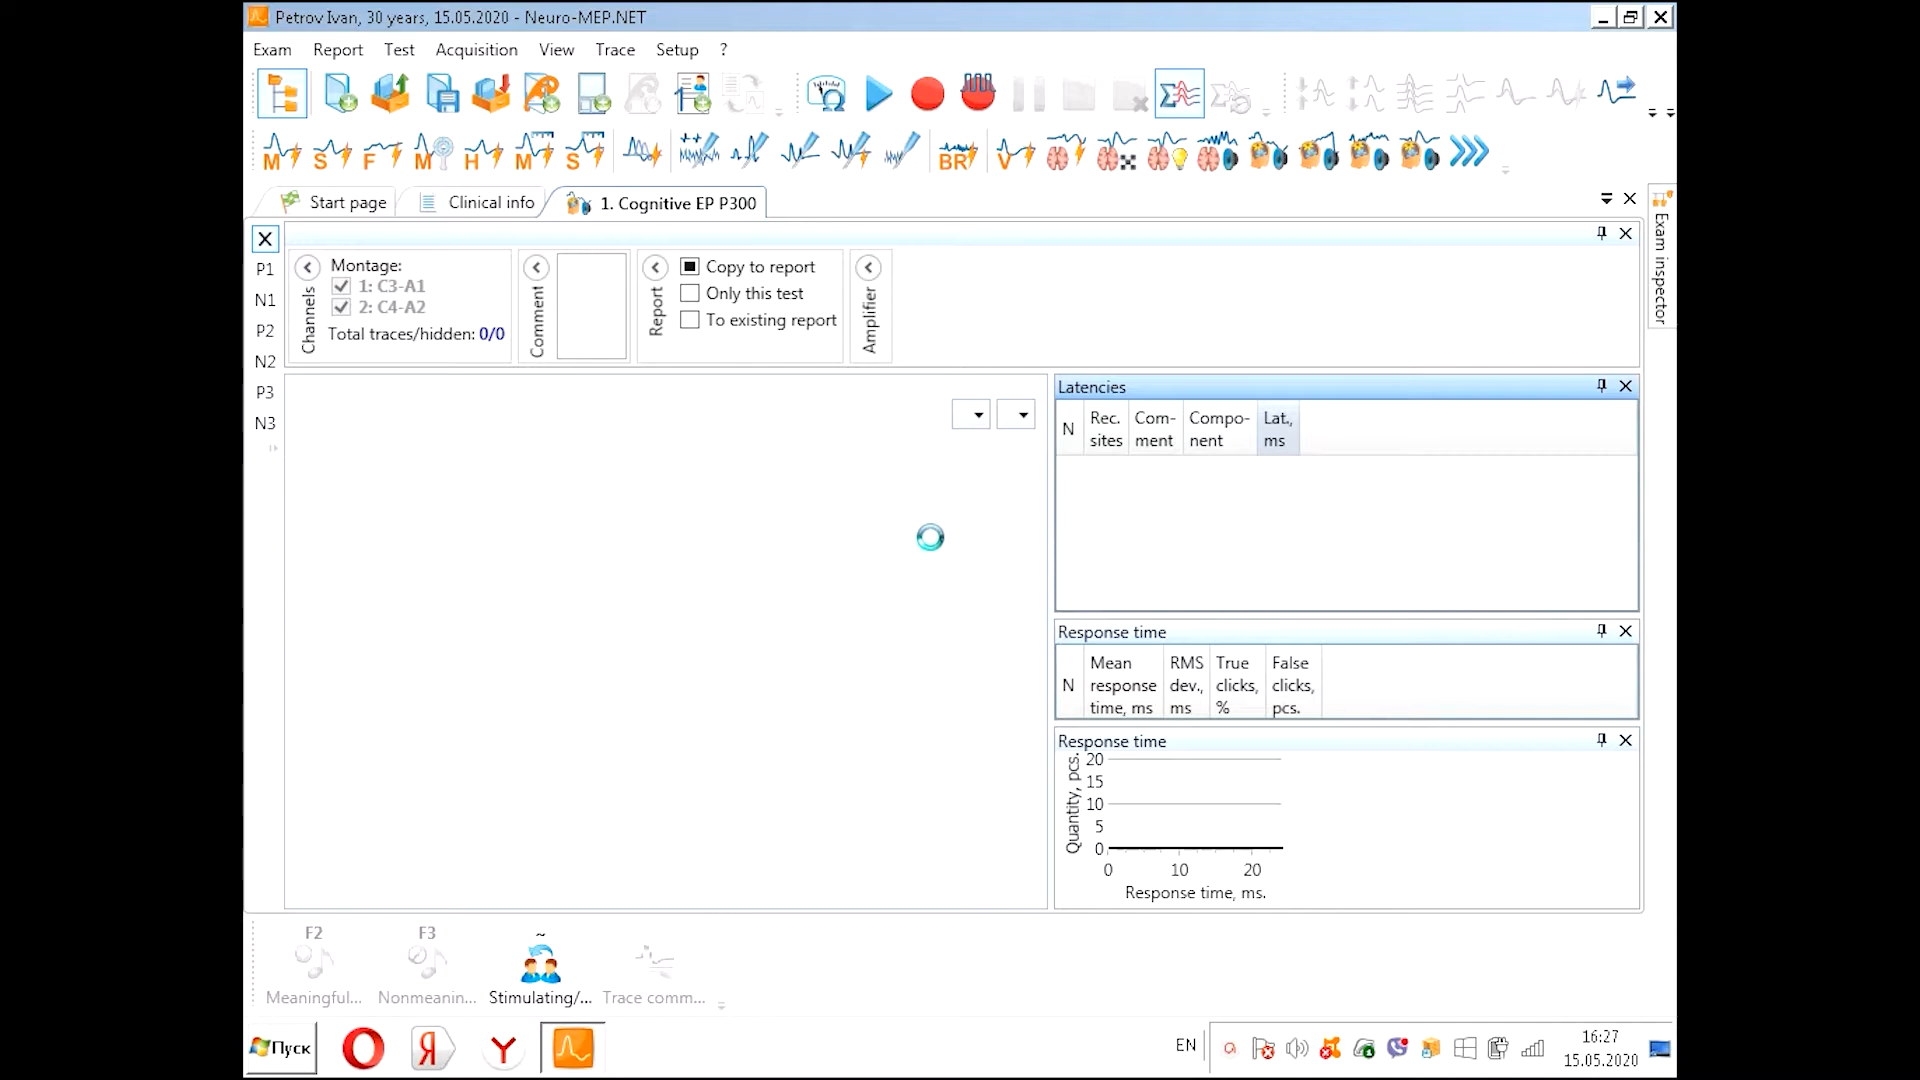 Petrov Ivan, 30 years, 15.05.2020 - Neuro-MEP.NET
Exam Report Test Acquisition View Trace Setup ?
M S F M H M S BR V
Start page Clinical info 1. Cognitive EP P300
Exam inspector
P1
N1
P2
N2
P3
N3
Channels
Montage:
1: C3-A1
2: C4-A2
Total traces/hidden: 0/0
Comment
Report
Copy to report
Only this test
To existing report
Amplifier
Latencies
N
Rec. sites
Com-ment
Compo-nent
Lat., ms
Response time
N
Mean response time, ms
RMS dev., ms
True clicks, %
False clicks, pcs.
Response time
Quantity, pcs.
20
15
10
5
0
0 10 20
Response time, ms.
F2 F3 ~
Meaningful... Nonmeanin... Stimulating/... Trace comm...
Пуск
EN
16:27
15.05.2020